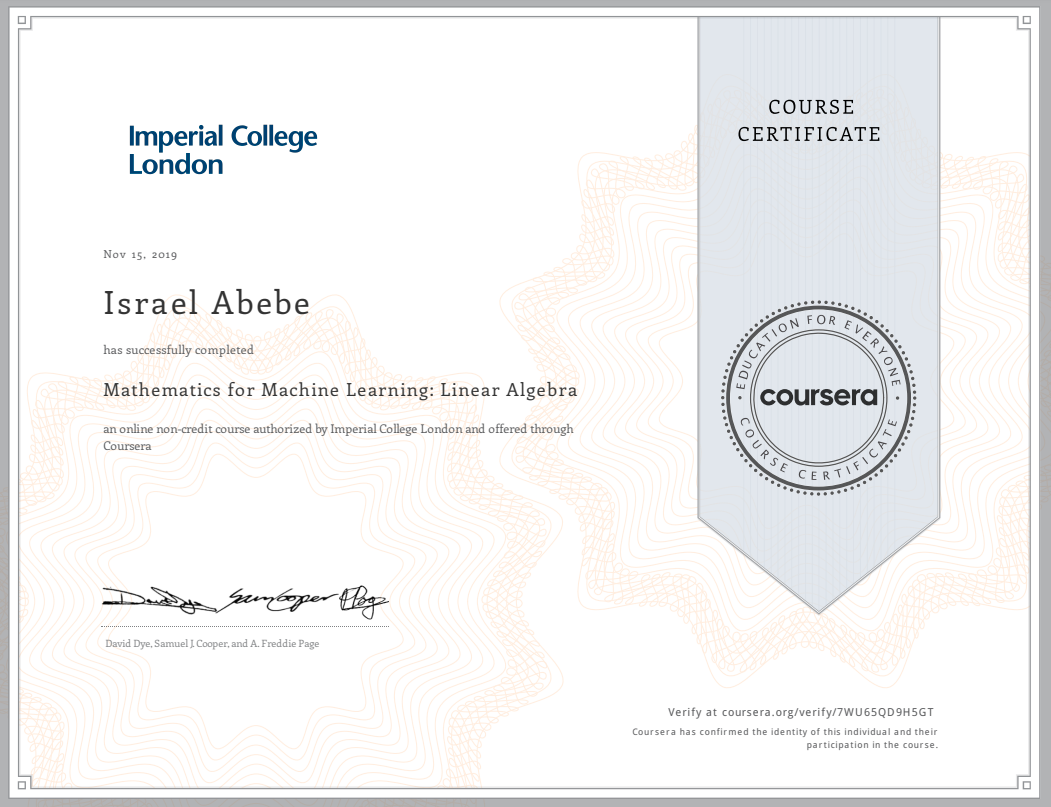 COURSE
CERTIFICATE
Imperial College
London
Nov 15, 2019
Israel Abebe
has successfully completed
Mathematics for Machine Learning: Linear Algebra
an online non-credit course authorized by Imperial College London and offered through
Coursera
EDUCATION FOR EVERYONE
coursera
COURSE CERTIFICATE
David Dye, Samuel J. Cooper, and A. Freddie Page
Verify at coursera.org/verify/7WU65QD9H5GT
Coursera has confirmed the identity of this individual and their
participation in the course.